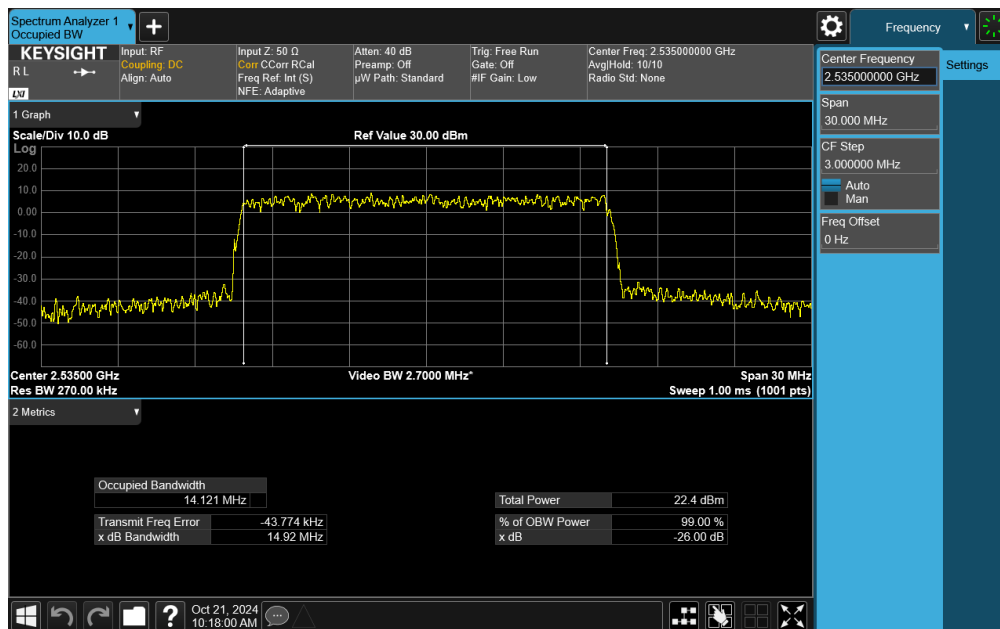 Spectrum Analyzer 1
Occupied BW
Frequency
KEYSIGHT
R L
LXI
Input: RF
Coupling: DC
Align: Auto
Input Z: 50 Ω
Corr CCorr RCal
Freq Ref: Int (S)
NFE: Adaptive
Atten: 40 dB
Preamp: Off
µW Path: Standard
Trig: Free Run
Gate: Off
#IF Gain: Low
Center Freq: 2.535000000 GHz
Avg|Hold: 10/10
Radio Std: None
Center Frequency
2.535000000 GHz
Settings
Span
30.000 MHz
CF Step
3.000000 MHz
Auto
Man
Freq Offset
0 Hz
1 Graph
Scale/Div 10.0 dB
Ref Value 30.00 dBm
Log
20.0
10.0
0.00
-10.0
-20.0
-30.0
-40.0
-50.0
-60.0
Center 2.53500 GHz
Video BW 2.7000 MHz*
Span 30 MHz
Res BW 270.00 kHz
Sweep 1.00 ms (1001 pts)
2 Metrics
Occupied Bandwidth
14.121 MHz
Total Power 22.4 dBm
Transmit Freq Error -43.774 kHz
% of OBW Power 99.00 %
x dB Bandwidth 14.92 MHz
x dB -26.00 dB
?
Oct 21, 2024
10:18:00 AM